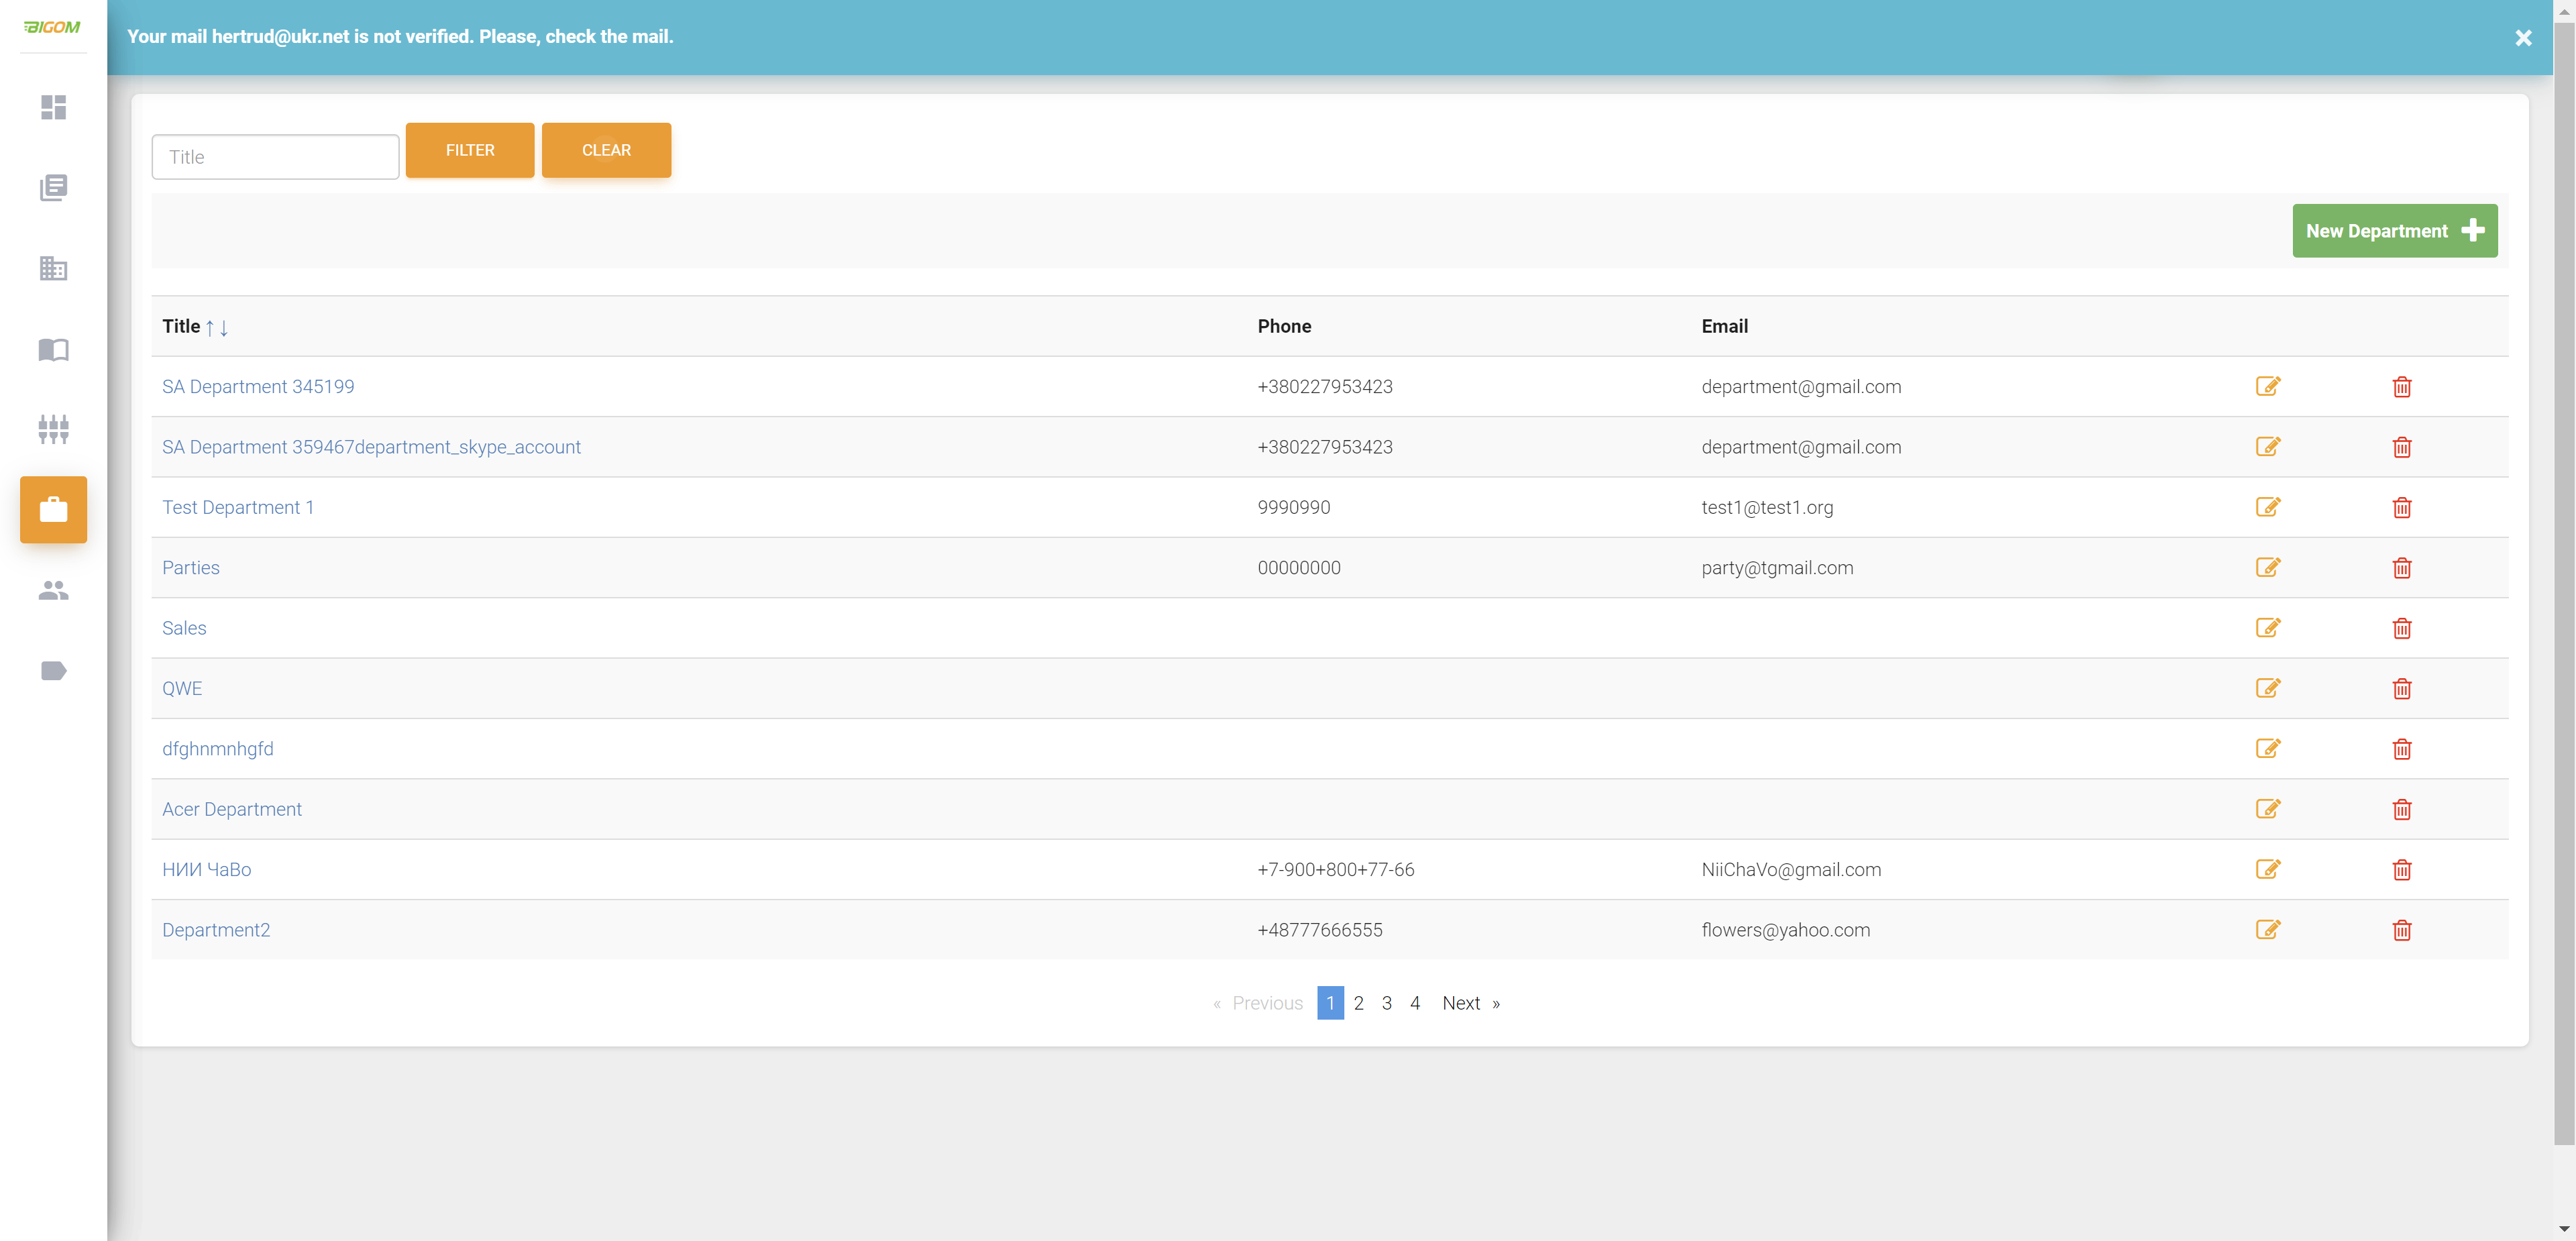 BIGOM
Your mail hertrud@ukr.net is not verified. Please, check the mail.
Title FILTER CLEAR
New Department
Title ↑↓ Phone Email
SA Department 345199 +380227953423 department@gmail.com
SA Department 359467department_skype_account +380227953423 department@gmail.com
Test Department 1 9990990 test1@test1.org
Parties 00000000 party@tgmail.com
Sales
QWE
dfghnmnhgfd
Acer Department
НИИ ЧаВо +7-900+800+77-66 NiiChaVo@gmail.com
Department2 +48777666555 flowers@yahoo.com
« Previous 1 2 3 4 Next »